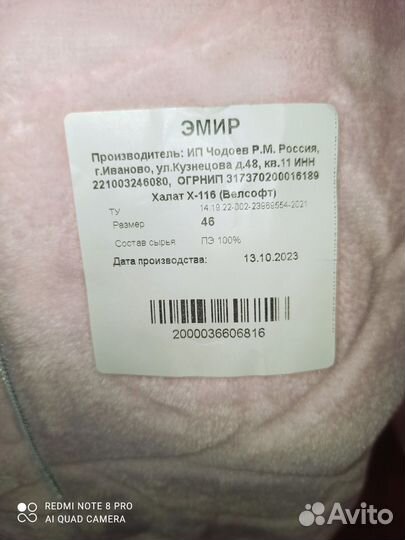 ЭМИР
Производитель: ИП Чодоев Р.М. Россия,
г.Иваново, ул.Кузнецова д.48, кв.11 ИНН
221003246080, ОГРНИП 317370200016189
Халат Х-116 (Велсофт)
ТУ 14.19.22-002-23969554-2021
Размер 46
Состав сырья ПЭ 100%
Дата производства: 13.10.2023
2000036606816
REDMI NOTE 8 PRO
AI QUAD CAMERA
Avito